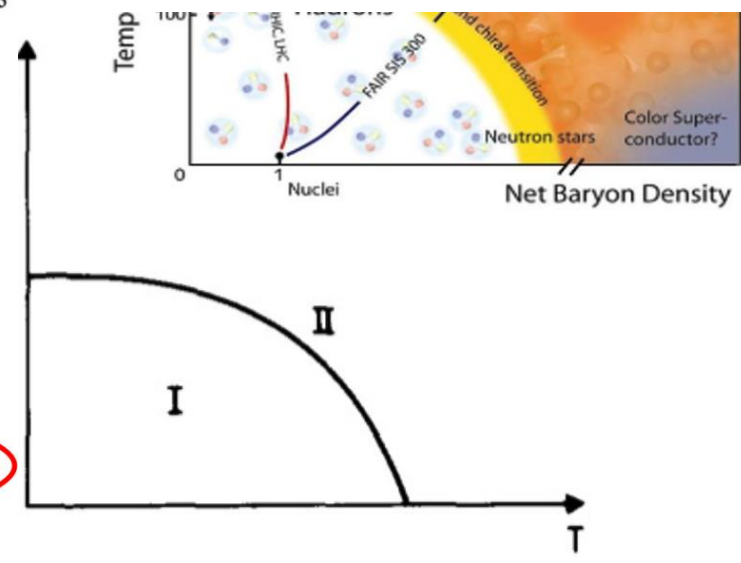 100
Temp
RHIC, LHC
FAIR SIS 300
and chiral transition
Neutron stars
Color Super-
conductor?
0
1
Nuclei
Net Baryon Density
II
I
T